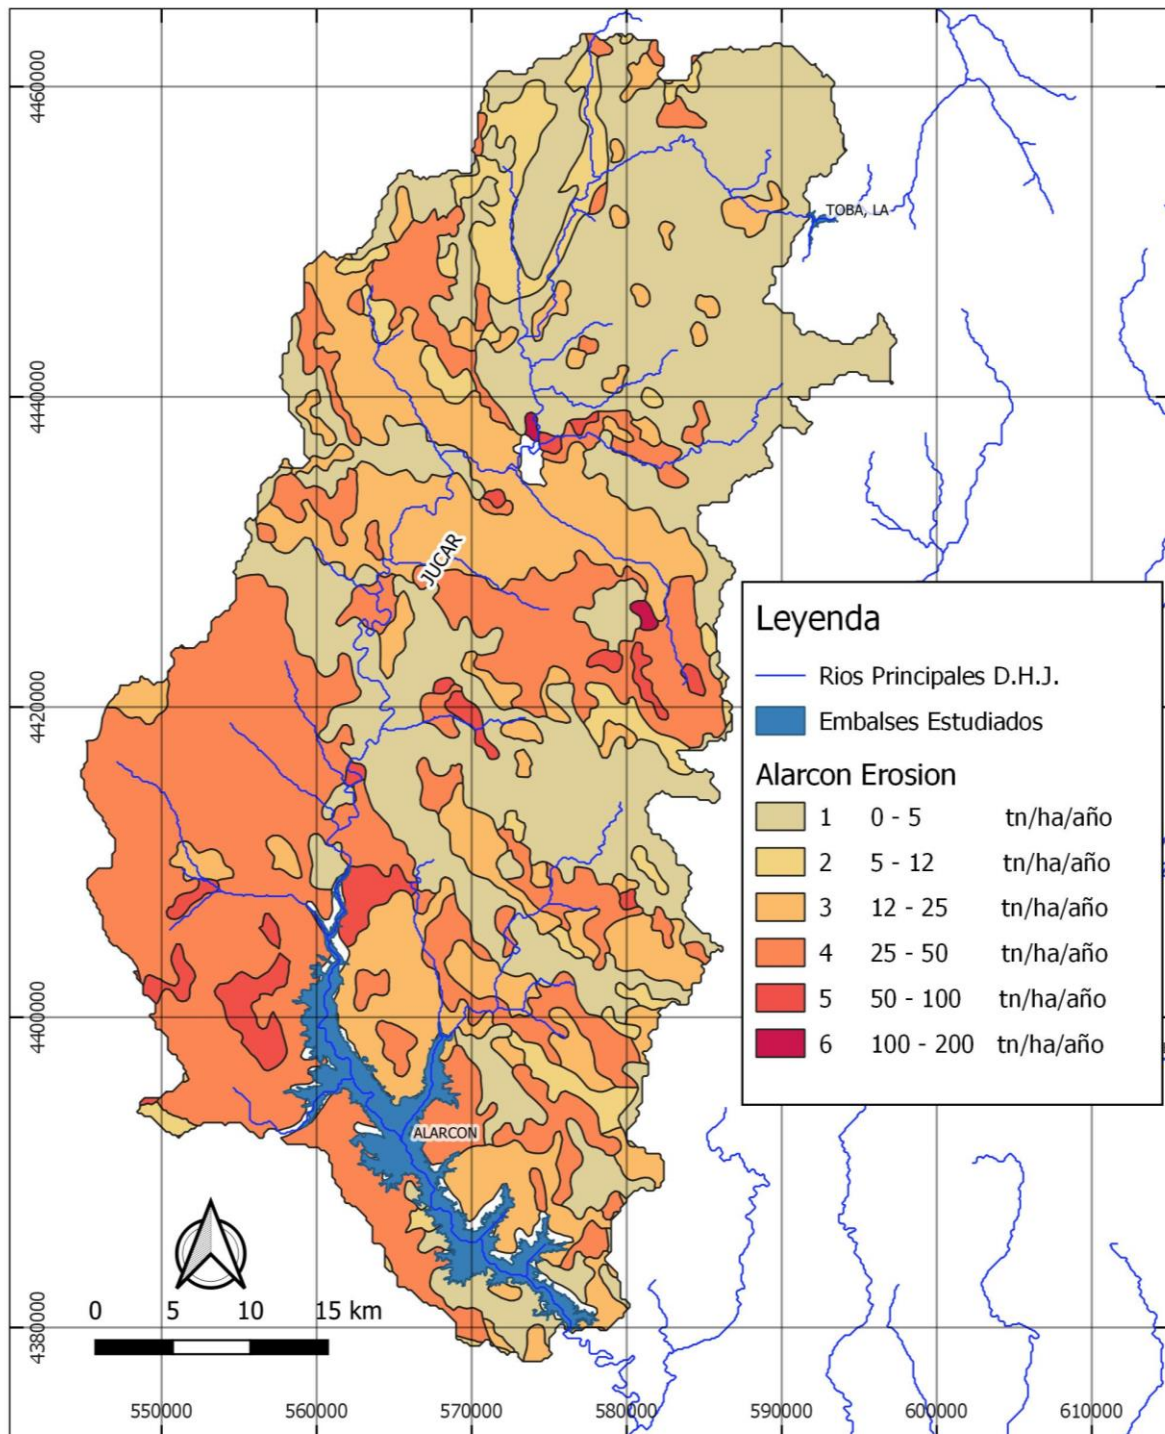 4460000
4440000
4420000
4400000
4380000
TOBA, LA
JUCAR
ALARCON
Leyenda
Rios Principales D.H.J.
Embalses Estudiados
Alarcon Erosion
1 0 - 5 tn/ha/año
2 5 - 12 tn/ha/año
3 12 - 25 tn/ha/año
4 25 - 50 tn/ha/año
5 50 - 100 tn/ha/año
6 100 - 200 tn/ha/año
0 5 10 15 km
550000 560000 570000 580000 590000 600000 610000